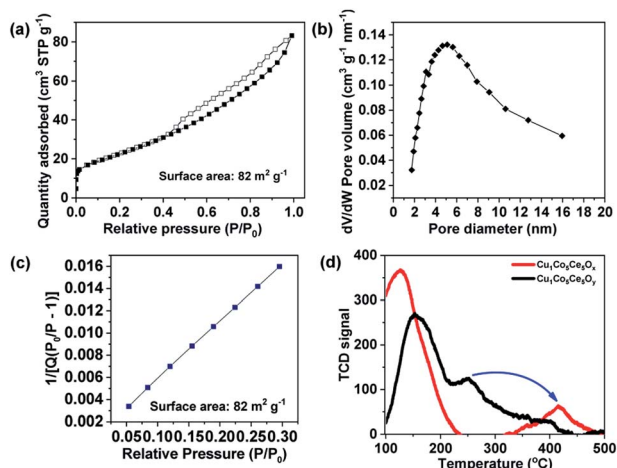 (a)
Quantity adsorbed (cm³ STP g⁻¹)
80
60
40
20
0
Surface area: 82 m² g⁻¹
0.0 0.2 0.4 0.6 0.8 1.0
Relative pressure (P/P₀)
(b)
dV/dW Pore volume (cm³ g⁻¹ nm⁻¹)
0.14
0.12
0.10
0.08
0.06
0.04
0.02
0 2 4 6 8 10 12 14 16 18 20
Pore diameter (nm)
(c)
1/[Q(P₀/P - 1)]
0.016
0.014
0.012
0.010
0.008
0.006
0.004
0.002
Surface area: 82 m² g⁻¹
0.05 0.10 0.15 0.20 0.25 0.30
Relative Pressure (P/P₀)
(d)
TCD signal
400
300
200
100
0
Cu₁Co₅Ce₅Oₓ
Cu₁Co₅Ce₅Oᵧ
100 200 300 400 500
Temperature (°C)